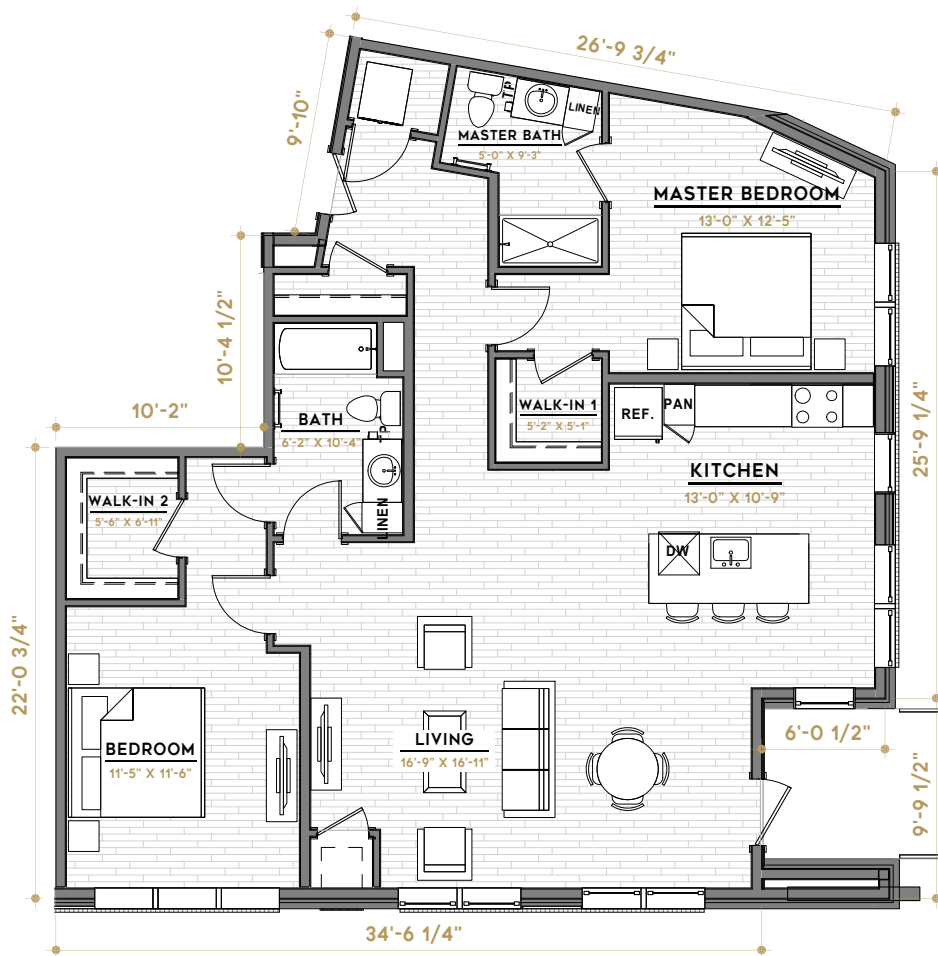 26'-9 3/4"
9'-10"
LINEN
TP
MASTER BATH
5'-0" X 9'-3"
MASTER BEDROOM
13'-0" X 12'-5"
10'-4 1/2"
25'-9 1/4"
10'-2"
WALK-IN 1
5'-2" X 5'-1"
REF.
PAN
BATH
6'-2" X 10'-4"
TP
KITCHEN
13'-0" X 10'-9"
WALK-IN 2
5'-6" X 6'-11"
LINEN
DW
22'-0 3/4"
6'-0 1/2"
BEDROOM
11'-5" X 11'-6"
LIVING
16'-9" X 16'-11"
9'-9 1/2"
34'-6 1/4"